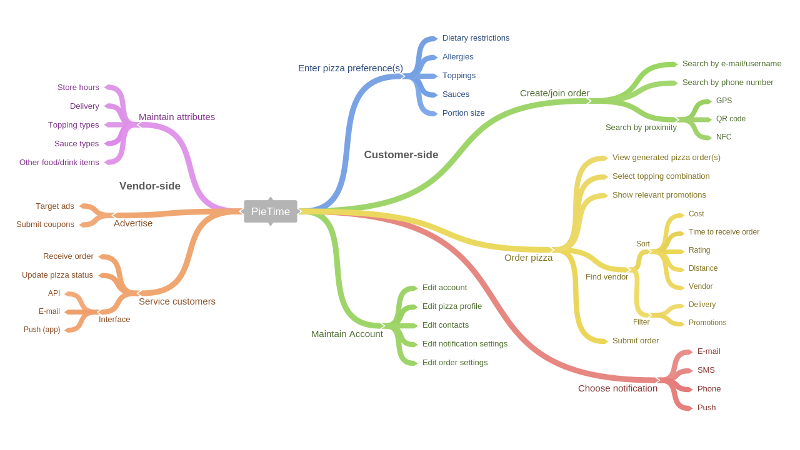 PieTime
Vendor-side
Maintain attributes
Store hours
Delivery
Topping types
Sauce types
Other food/drink items
Advertise
Target ads
Submit coupons
Service customers
Receive order
Update pizza status
Interface
API
E-mail
Push (app)
Customer-side
Enter pizza preference(s)
Dietary restrictions
Allergies
Toppings
Sauces
Portion size
Create/join order
Search by e-mail/username
Search by phone number
Search by proximity
GPS
QR code
NFC
Order pizza
View generated pizza order(s)
Select topping combination
Show relevant promotions
Find vendor
Sort
Cost
Time to receive order
Rating
Distance
Vendor
Filter
Delivery
Promotions
Submit order
Choose notification
E-mail
SMS
Phone
Push
Maintain Account
Edit account
Edit pizza profile
Edit contacts
Edit notification settings
Edit order settings